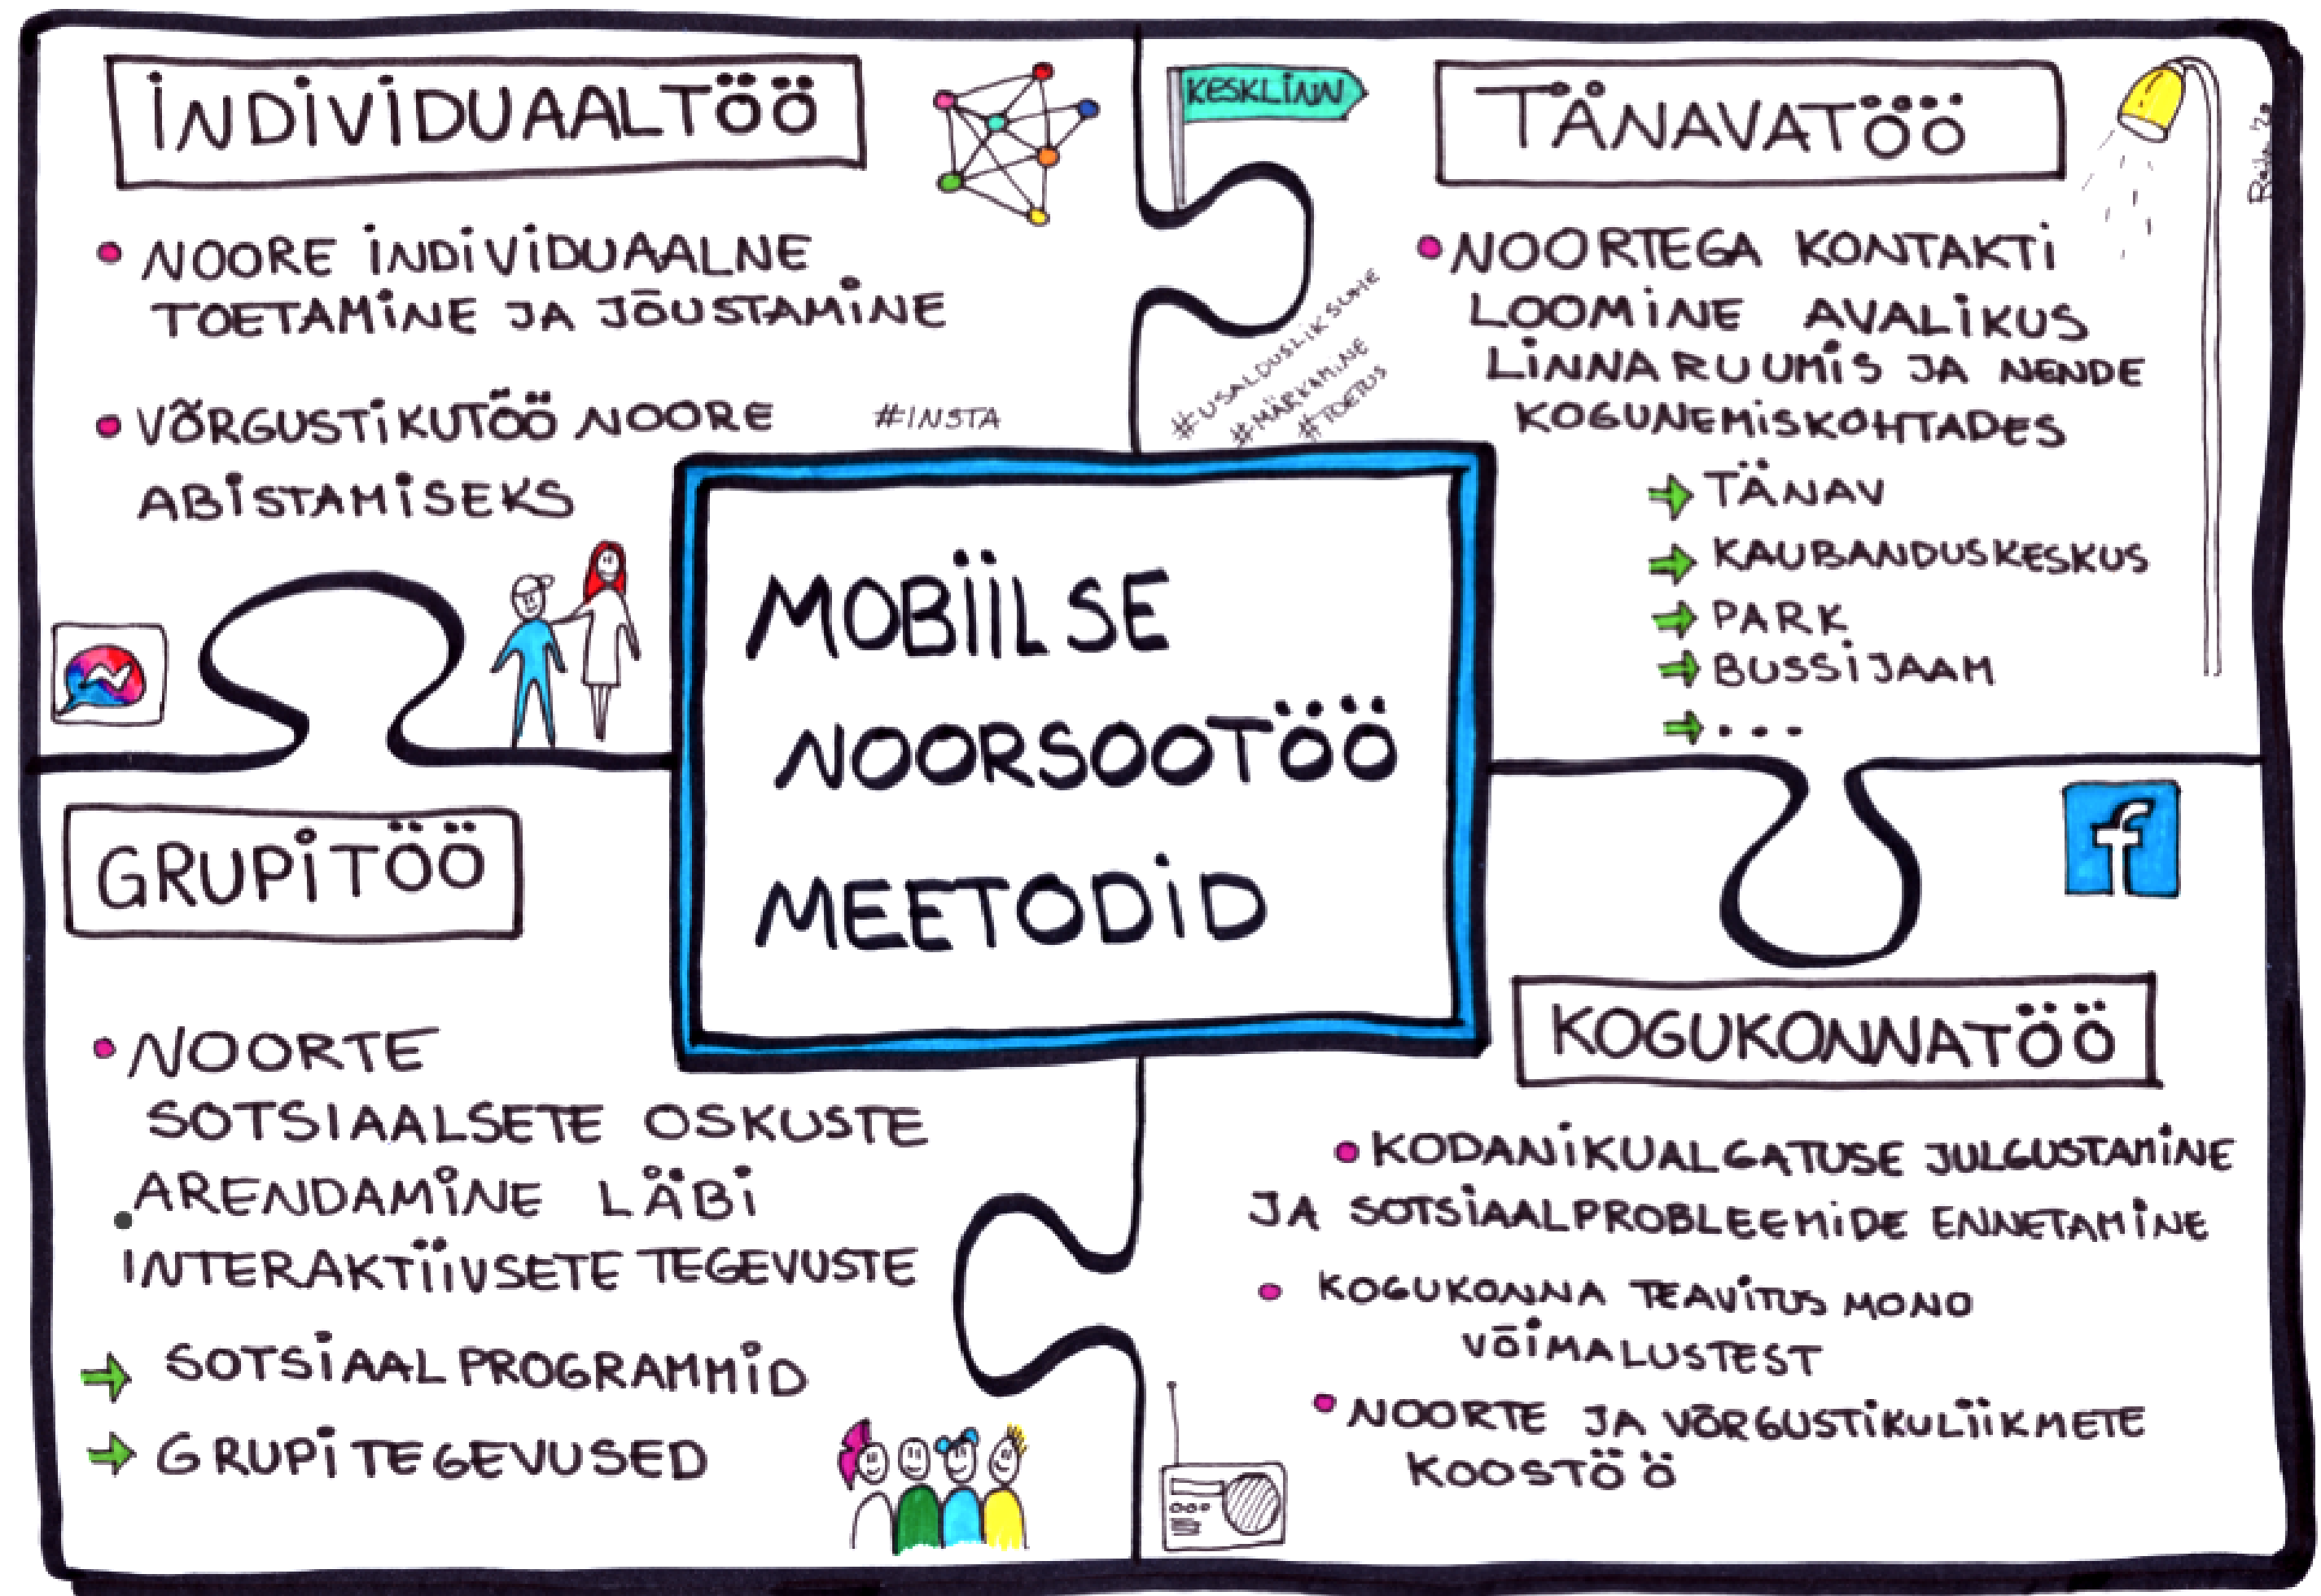 INDIVIDUAALTÖÖ
• NOORE INDIVIDUAALNE
TOETAMINE JA JÕUSTAMINE
• VÕRGUSTIKUTÖÖ NOORE
ABISTAMISEKS
#INSTA
KESKLINN
#USALDUSLIKSUHE
#MÄRKAMINE
#TOETUS
TÄNAVATÖÖ
• NOORTEGA KONTAKTI
LOOMINE AVALIKUS
LINNARUUMIS JA NENDE
KOGUNEMISKOHTADES
→ TÄNAV
→ KAUBANDUSKESKUS
→ PARK
→ BUSSIJAAM
→ ...
MOBIILSE
NOORSOOTÖÖ
MEETODID
GRUPITÖÖ
• NOORTE
SOTSIAALSETE OSKUSTE
ARENDAMINE LÄBI
INTERAKTIIVSETE TEGEVUSTE
→ SOTSIAALPROGRAMMID
→ GRUPITEGEVUSED
f
KOGUKONNATÖÖ
• KODANIKUALGATUSE JULGUSTAMINE
JA SOTSIAALPROBLEEMIDE ENNETAMINE
• KOGUKONNA TEAVITUS MONO
VÕIMALUSTEST
• NOORTE JA VÕRGUSTIKULIIKMETE
KOOSTÖÖ